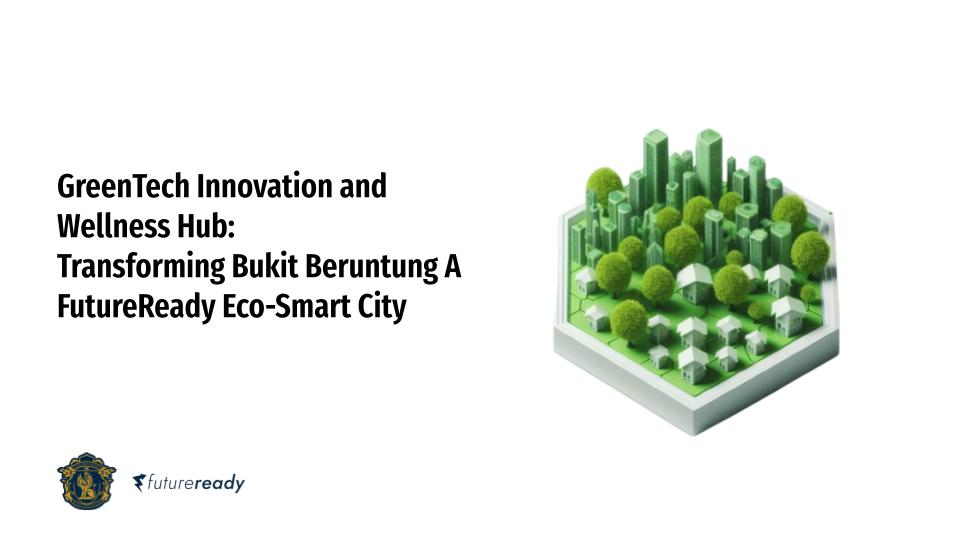 GreenTech Innovation and
Wellness Hub:
Transforming Bukit Beruntung A
FutureReady Eco-Smart City
futureready